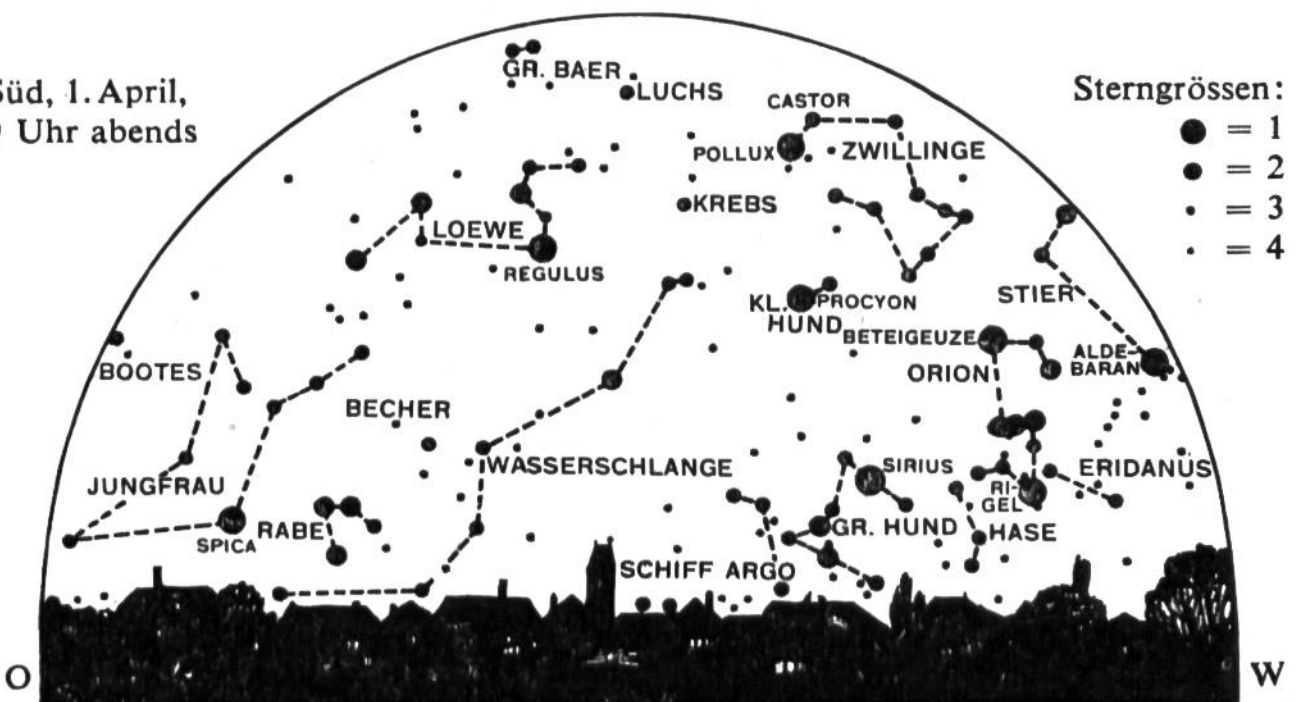 Süd, 1. April,
Uhr abends
Sterngrössen:
= 1
= 2
= 3
= 4
GR. BAER
LUCHS
CASTOR
POLLUX
ZWILLINGE
KREBS
LOEWE
REGULUS
STIER
KL. PROCYON
HUND
BETEIGEUZE
ALDE-
BARAN
ORION
BOOTES
BECHER
WASSERSCHLANGE
SIRIUS
ERIDANUS
JUNGFRAU
RI-
GEL
SPICA
RABE
GR. HUND
HASE
SCHIFF ARGO
O
W